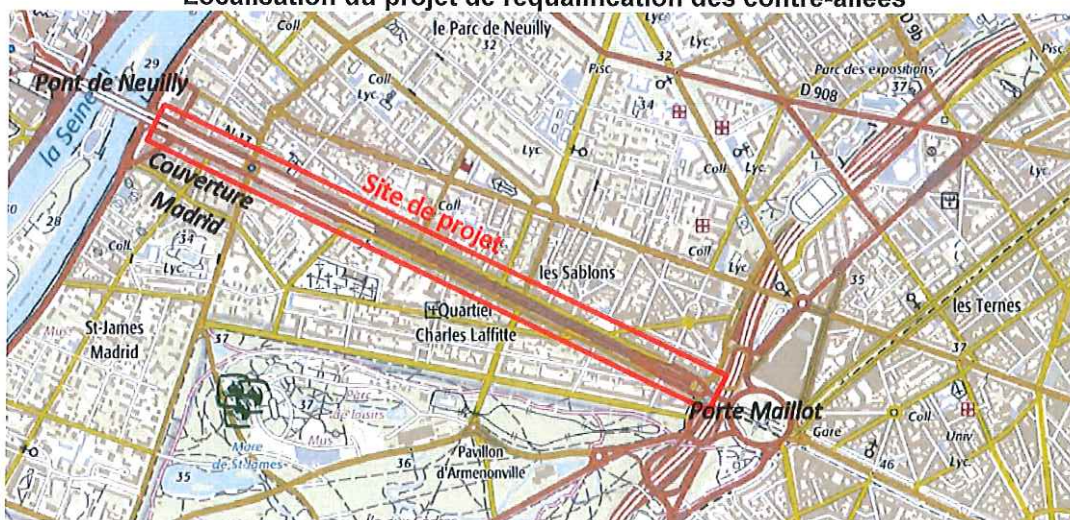 Localisation du projet de requalification des contre-allées
Coll.
le Parc de Neuilly
32
Lyc.
32
D 9b
Pisc.
29
Pont de Neuilly
Coll.
Lyc.
Pisc.
Parc des expositions
37
D 908
34
la Seine
N 13
Lyc.
Coll.
Lyc.
Couverture
Madrid
Site de projet
Coll.
30
28
Coll.
34
Lyc.
Coll.
Lyc.
les Sablons
35
les Ternes
Quartier
Charles Laffitte
St-James
Madrid
Mus
37
37
37
Parc
de loisirs
Mus
Porte Maillot
Coll.
Gare
Univ.
Lyc.
Mare
de St James
35
36
Pavillon
d'Armenonville
46